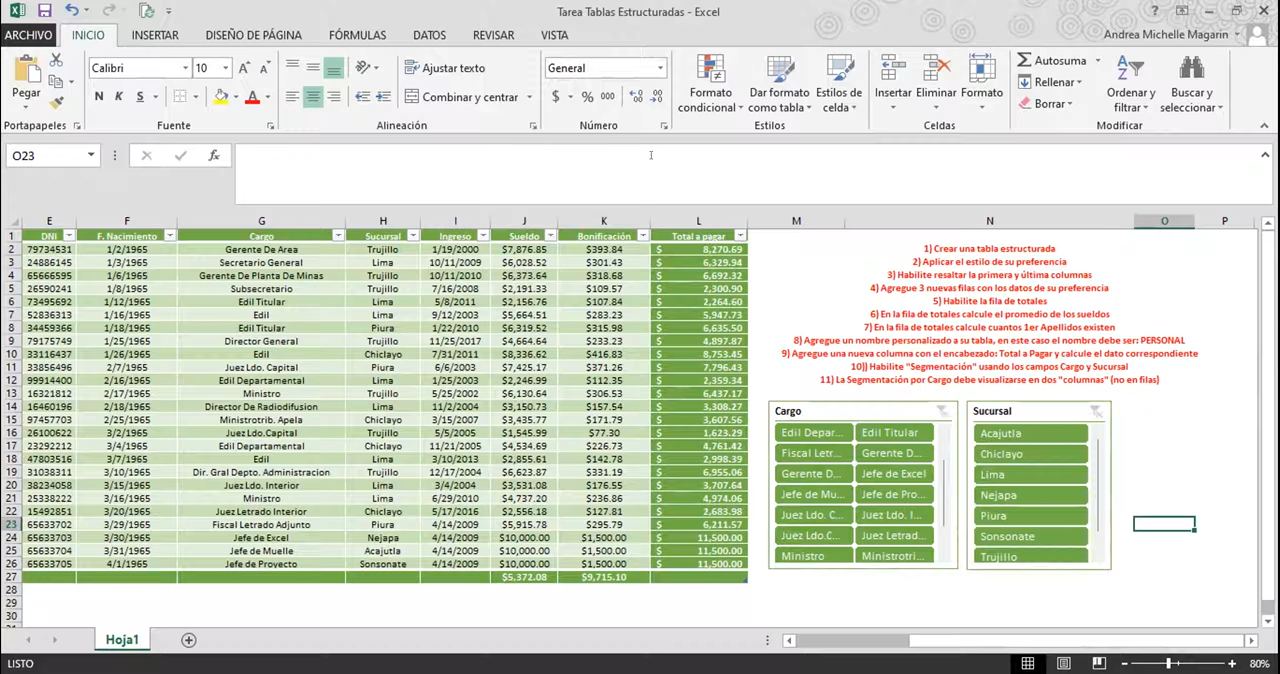 Tarea Tablas Estructuradas - Excel
ARCHIVO INICIO INSERTAR DISEÑO DE PÁGINA FÓRMULAS DATOS REVISAR VISTA Andrea Michelle Magarin
Pegar
Calibri 10
N K S
Ajustar texto
Combinar y centrar
General
$ % 000
Formato condicional
Dar formato como tabla
Estilos de celda
Insertar Eliminar Formato
Autosuma
Rellenar
Borrar
Ordenar y filtrar
Buscar y seleccionar
Portapapeles Fuente Alineación Número Estilos Celdas Modificar
O23 fx
E F G H I J K L M N O P
1 DNI F. Nacimiento Cargo Sucursal Ingreso Sueldo Bonificación Total a pagar
2 79734531 1/2/1965 Gerente De Area Trujillo 1/19/2000 $7,876.85 $393.84 $ 8,270.69
3 24886145 1/3/1965 Secretario General Lima 10/11/2009 $6,028.52 $301.43 $ 6,329.94
4 65666595 1/6/1965 Gerente De Planta De Minas Trujillo 10/11/2010 $6,373.64 $318.68 $ 6,692.32
5 26590241 1/8/1965 Subsecretario Trujillo 7/16/2008 $2,191.33 $109.57 $ 2,300.90
6 73495692 1/12/1965 Edil Titular Lima 5/8/2011 $2,156.76 $107.84 $ 2,264.60
7 52836313 1/16/1965 Edil Lima 9/12/2003 $5,664.51 $283.23 $ 5,947.73
8 34459366 1/18/1965 Edil Titular Piura 1/22/2010 $6,319.52 $315.98 $ 6,635.50
9 79175749 1/23/1965 Director General Lima 11/25/2017 $4,664.64 $233.23 $ 4,897.87
10 33116437 1/26/1965 Edil Chiclayo 7/31/2011 $8,336.62 $416.83 $ 8,753.45
11 33856496 2/7/1965 Juez Ldo. Capital Piura 6/6/2003 $7,425.02 $371.25 $ 7,796.28
12 99914400 2/16/1965 Edil Departamental Lima 1/25/2003 $2,246.99 $112.35 $ 2,359.34
13 16321812 2/17/1965 Ministro Trujillo 5/25/2002 $6,130.64 $306.53 $ 6,437.17
14 16460196 2/18/1965 Director De Radiodifusion Trujillo 11/2/2004 $3,150.73 $157.54 $ 3,308.27
15 97457703 2/25/1965 Ministrotrib. Apela Chiclayo 3/15/2007 $3,435.77 $171.79 $ 3,607.56
16 26100622 3/2/1965 Juez Ldo.Capital Trujillo 5/5/2005 $1,545.99 $77.30 $ 1,623.29
17 23292212 3/4/1965 Edil Departamental Chiclayo 11/21/2005 $4,534.69 $226.73 $ 4,761.42
18 47803516 3/7/1965 Edil Lima 3/10/2013 $2,855.61 $142.78 $ 2,998.39
19 31038311 3/10/1965 Dir. Gral Depto. Administracion Trujillo 12/17/2004 $6,623.87 $331.19 $ 6,955.06
20 38234058 3/15/1965 Juez Ldo. Interior Lima 3/4/2004 $3,531.08 $176.55 $ 3,707.64
21 25338222 3/16/1965 Ministro Lima 6/29/2010 $4,737.20 $236.86 $ 4,974.06
22 15492851 3/20/1965 Juez Letrado Interior Chiclayo 5/17/2016 $2,556.18 $127.81 $ 2,683.98
23 65633702 3/29/1965 Fiscal Letrado Adjunto Piura 4/14/2009 $5,915.78 $295.79 $ 6,211.57
24 65633703 3/30/1965 Jefe de Excel Nejapa 4/14/2009 $10,000.00 $1,500.00 $ 11,500.00
25 65633704 3/31/1965 Jefe de Muelle Acajutla 4/14/2009 $10,000.00 $1,500.00 $ 11,500.00
26 65633705 4/1/1965 Jefe de Proyecto Sonsonate 4/14/2009 $10,000.00 $1,500.00 $ 11,500.00
27 $5,372.08 $9,715.10
28
29
30
1) Crear una tabla estructurada
2) Aplicar el estilo de su preferencia
3) Habilite resaltar la primera y última columnas
4) Agregue 3 nuevas filas con los datos de su preferencia
5) Habilite la fila de totales
6) En la fila de totales calcule el promedio de los sueldos
7) En la fila de totales calcule cuantos 1er Apellidos existen
8) Agregue un nombre personalizado a su tabla, en este caso el nombre debe ser: PERSONAL
9) Agregue una nueva columna con el encabezado: Total a Pagar y calcule el dato correspondiente
10)) Habilite "Segmentación" usando los campos Cargo y Sucursal
11) La Segmentación por Cargo debe visualizarse en dos "columnas" (no en filas)
Cargo
Edil Depar... Edil Titular
Fiscal Letr... Gerente D...
Gerente D... Jefe de Excel
Jefe de Mu... Jefe de Pro...
Juez Ldo. C... Juez Ldo. I...
Juez Ldo.C... Juez Letrad...
Ministro Ministrotri...
Sucursal
Acajutla
Chiclayo
Lima
Nejapa
Piura
Sonsonate
Trujillo
Hoja1
LISTO 80%